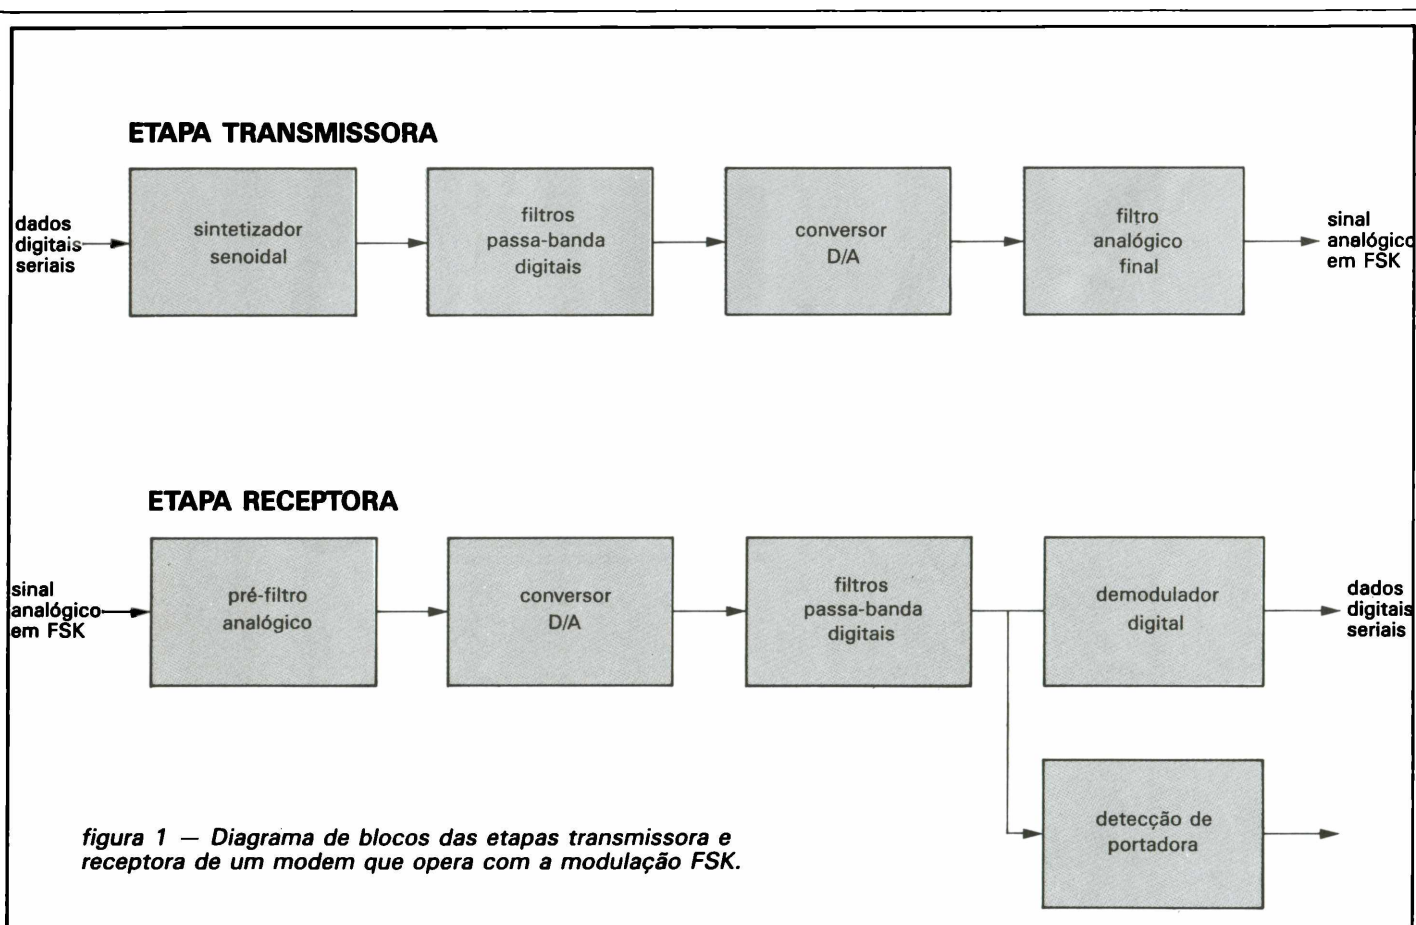 ETAPA TRANSMISSORA
dados
digitais
seriais
sintetizador
senoidal
filtros
passa-banda
digitais
conversor
D/A
filtro
analógico
final
sinal
analógico
em FSK
ETAPA RECEPTORA
sinal
analógico
em FSK
pré-filtro
analógico
conversor
D/A
filtros
passa-banda
digitais
demodulador
digital
dados
digitais
seriais
detecção de
portadora
figura 1 — Diagrama de blocos das etapas transmissora e
receptora de um modem que opera com a modulação FSK.